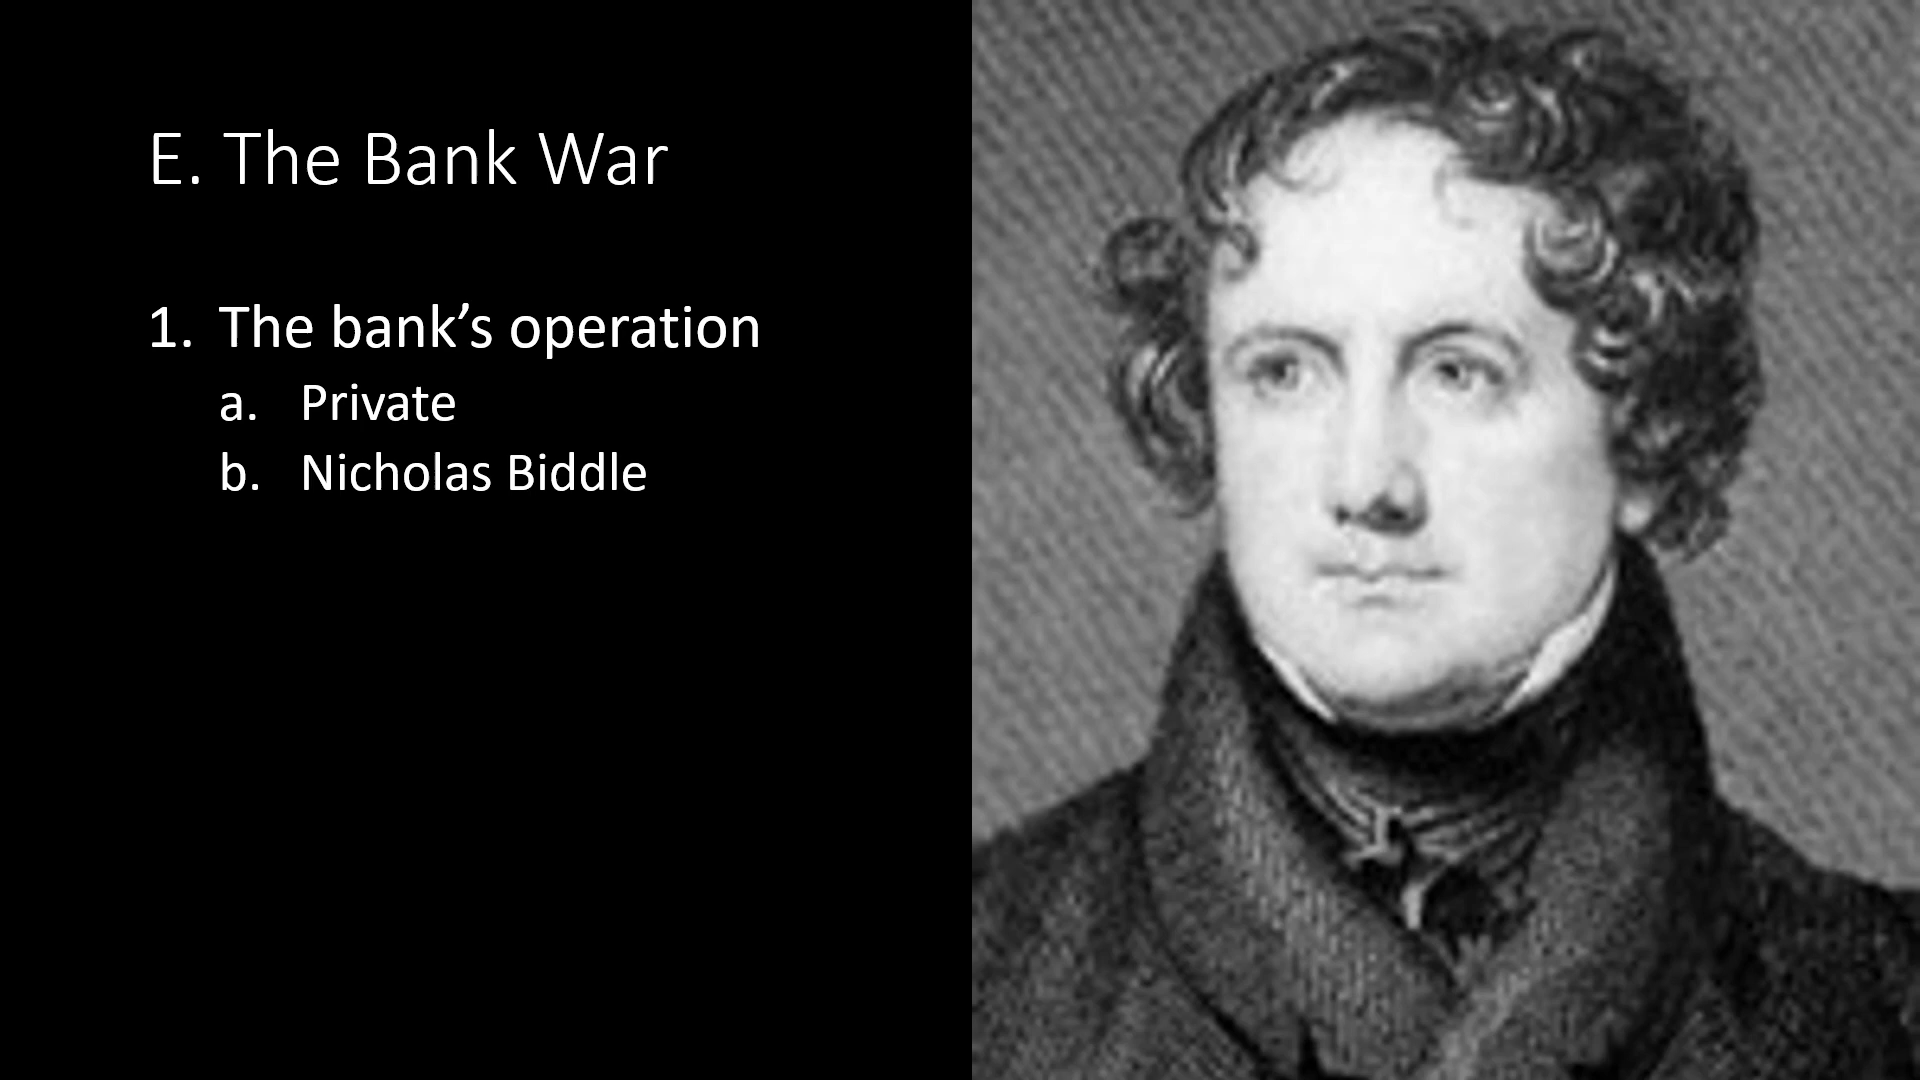 E. The Bank War
1. The bank’s operation
a. Private
b. Nicholas Biddle